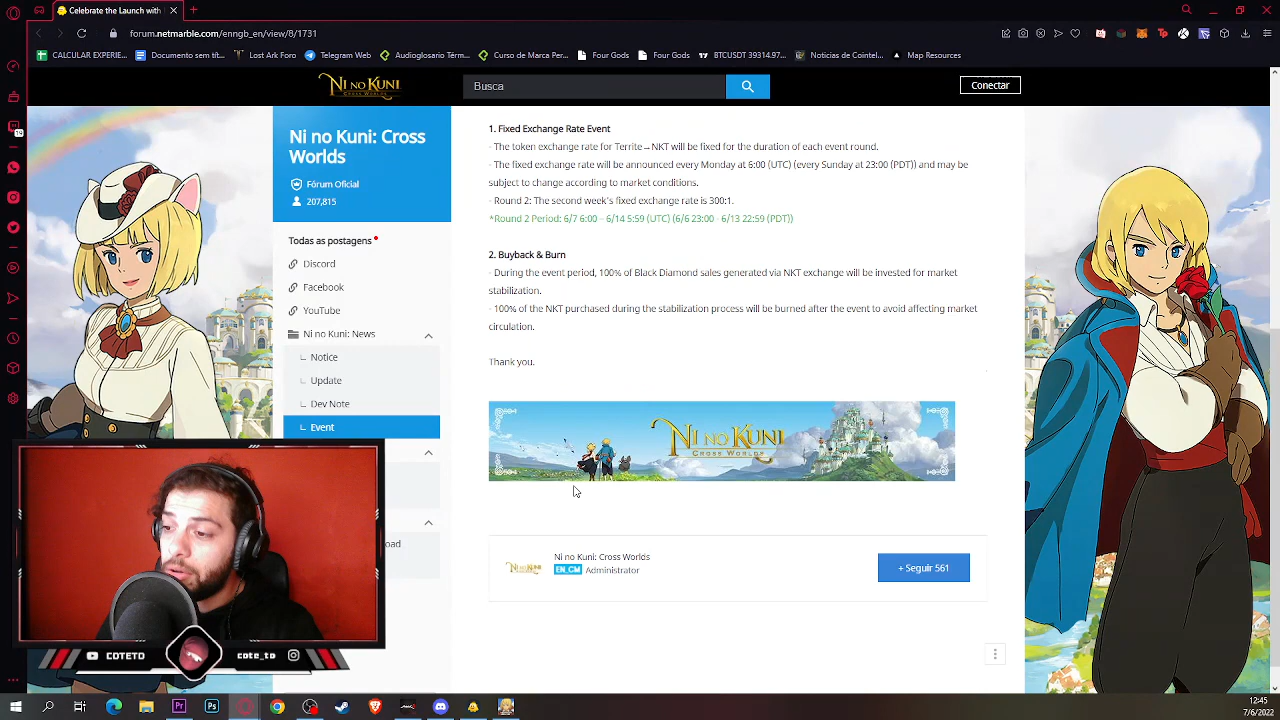 Celebrate the Launch with
forum.netmarble.com/enngb_en/view/8/1731
CALCULAR EXPERIE...
Documento sem tít...
Lost Ark Foro
Telegram Web
Audioglosario Térm...
Curso de Marca Per...
Four Gods
Four Gods
BTCUSDT 39314.97...
Noticias de Cointel...
Map Resources
NI NO KUNI
CROSS WORLDS
Busca
Conectar
Ni no Kuni: Cross
Worlds
Fórum Oficial
207,815
Todas as postagens
Discord
Facebook
YouTube
Ni no Kuni: News
Notice
Update
Dev Note
Event
oad
1. Fixed Exchange Rate Event
- The token exchange rate for Territe→NKT will be fixed for the duration of each event round.
- The fixed exchange rate will be announced every Monday at 6:00 (UTC) (every Sunday at 23:00 (PDT)) and may
be subject to change according to market conditions.
- Round 2: The second week's fixed exchange rate is 300:1.
*Round 2 Period: 6/7 6:00 – 6/14 5:59 (UTC) (6/6 23:00 - 6/13 22:59 (PDT))
2. Buyback & Burn
- During the event period, 100% of Black Diamond sales generated via NKT exchange will be invested for market
stabilization.
- 100% of the NKT purchased during the stabilization process will be burned after the event to avoid affecting market
circulation.
Thank you.
NI NO KUNI
CROSS WORLDS
Ni no Kuni: Cross Worlds
EN_CM Administrator
+ Seguir 561
19
COTETO
cote_to
12:45
7/6/2022